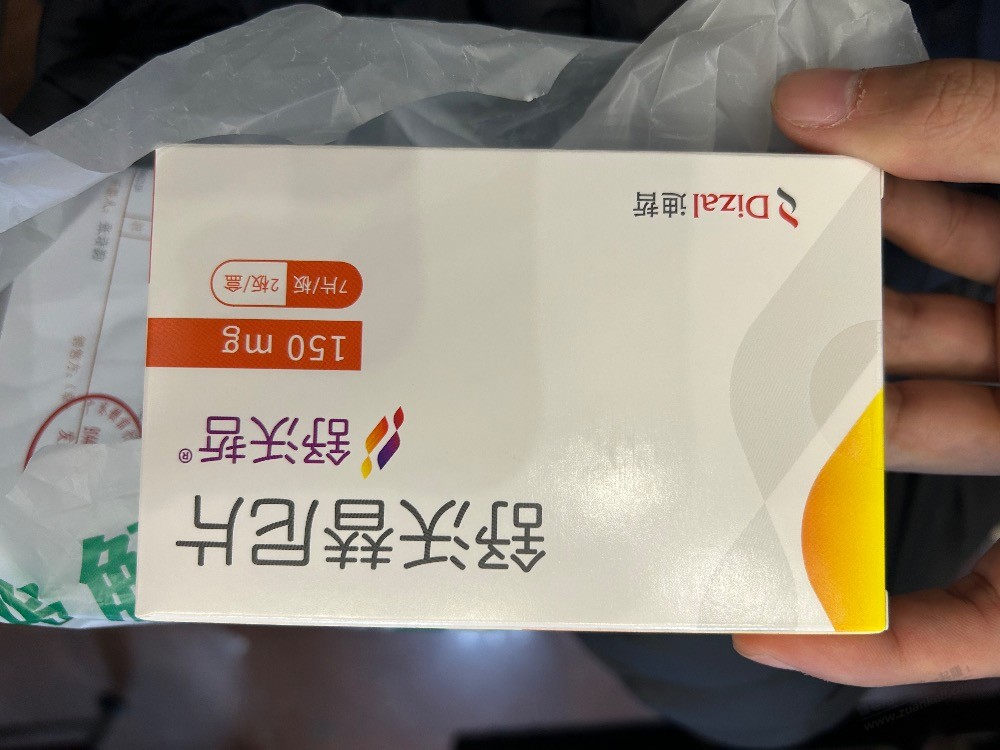 舒沃替尼片
舒沃哲®
150 mg
7片/板 2板/盒
Dizal 迪哲